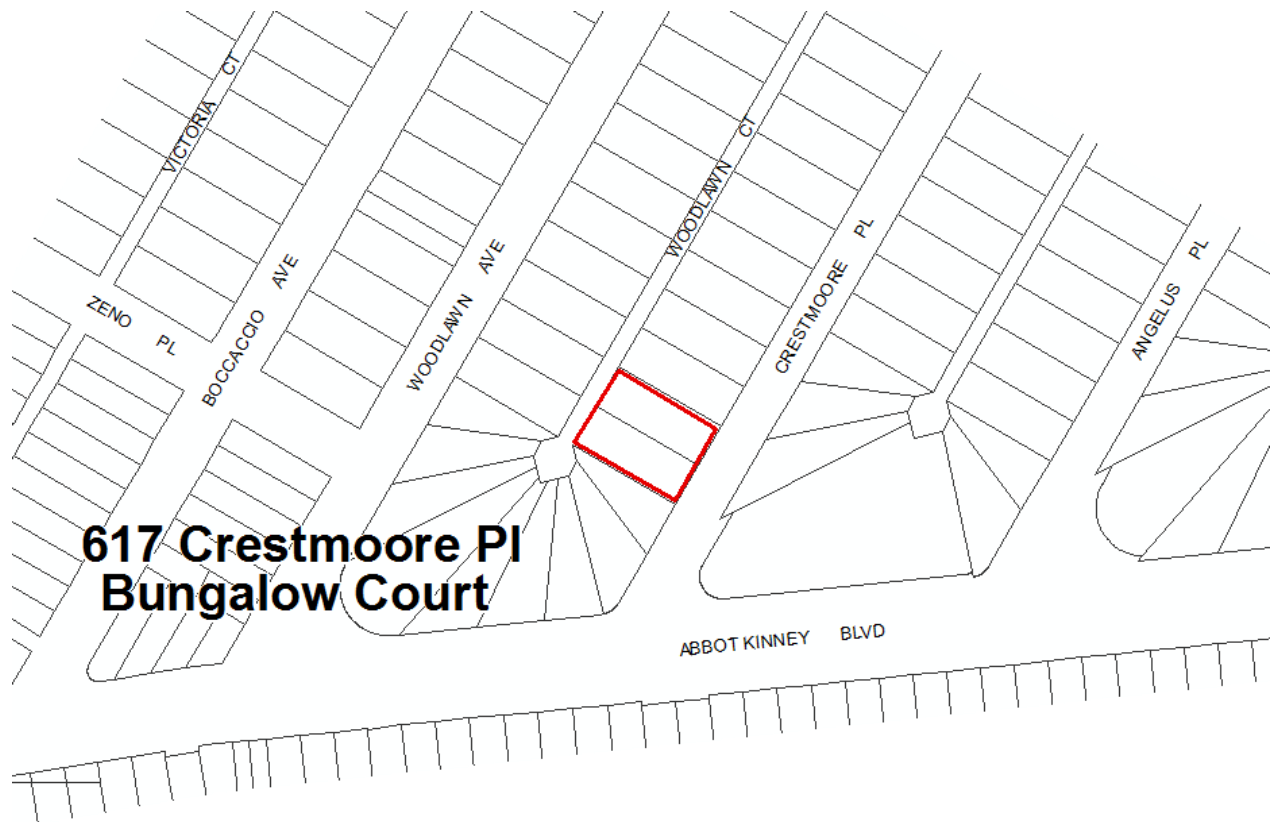 VICTORIA CT
WOODLAWN CT
CRESTMOORE PL
ANGELUS PL
BOCCACCIO AVE
WOODLAWN AVE
ZENO PL
617 Crestmoore Pl
Bungalow Court
ABBOT KINNEY BLVD